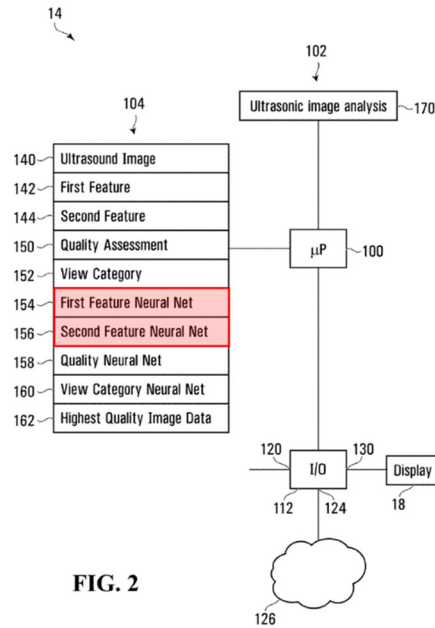 14
102
104
Ultrasonic image analysis
170
140
Ultrasound Image
142
First Feature
144
Second Feature
150
Quality Assessment
μP
100
152
View Category
154
First Feature Neural Net
156
Second Feature Neural Net
158
Quality Neural Net
160
View Category Neural Net
162
Highest Quality Image Data
120
I/O
130
Display
112
124
18
FIG. 2
126